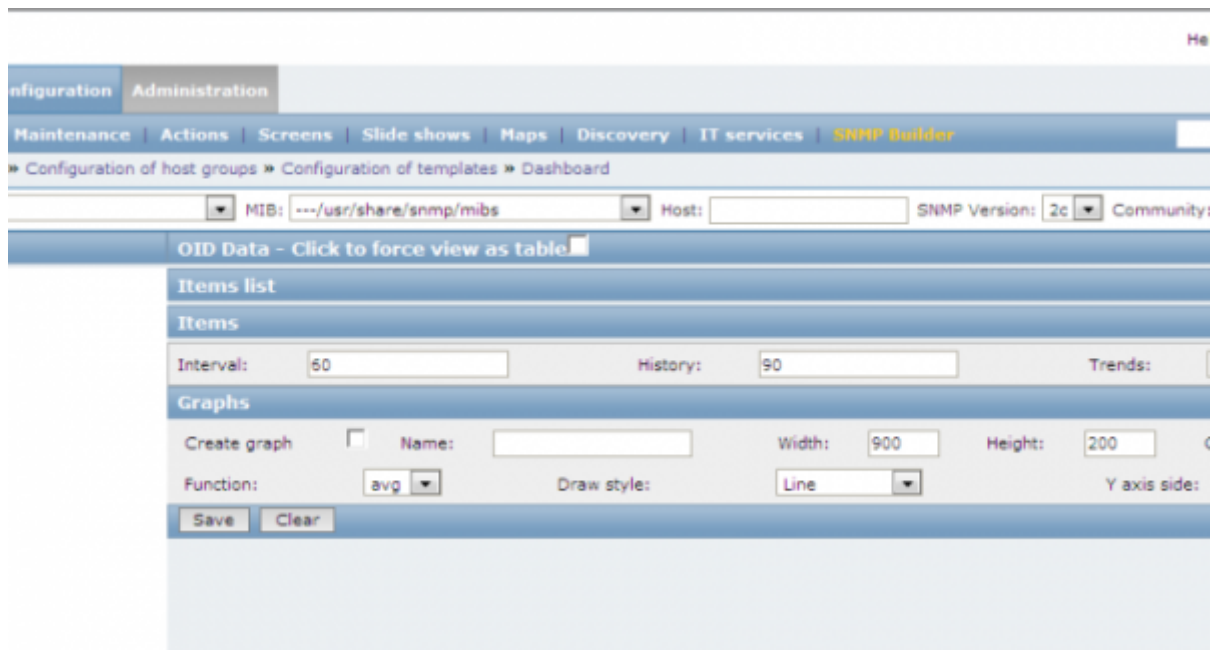 He
nfiguration Administration
Maintenance | Actions | Screens | Slide shows | Maps | Discovery | IT services | SNMP Builder
» Configuration of host groups » Configuration of templates » Dashboard
MIB: ---/usr/share/snmp/mibs Host: SNMP Version: 2c Community:
OID Data - Click to force view as table
Items list
Items
Interval: 60 History: 90 Trends:
Graphs
Create graph Name: Width: 900 Height: 200
Function: avg Draw style: Line Y axis side:
Save Clear